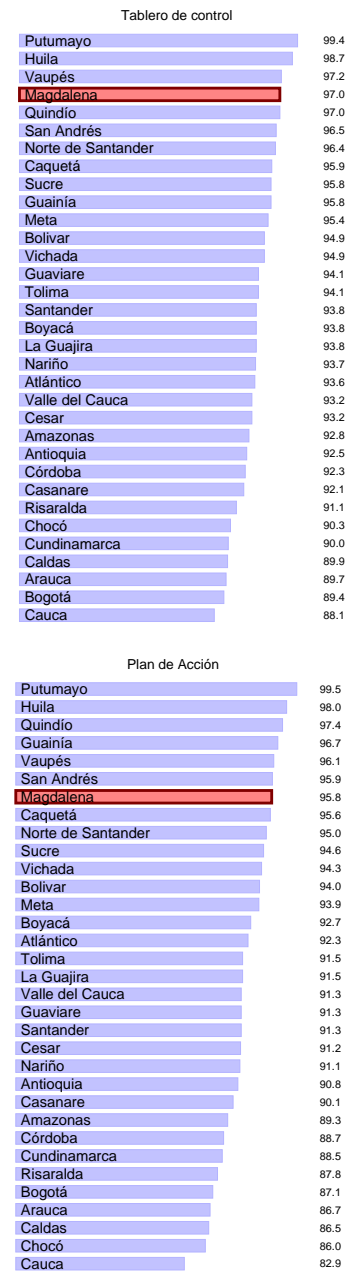 Tablero de control
Putumayo 99.4
Huila 98.7
Vaupés 97.2
Magdalena 97.0
Quindío 97.0
San Andrés 96.5
Norte de Santander 96.4
Caquetá 95.9
Sucre 95.8
Guainía 95.8
Meta 95.4
Bolivar 94.9
Vichada 94.9
Guaviare 94.1
Tolima 94.1
Santander 93.8
Boyacá 93.8
La Guajira 93.8
Nariño 93.7
Atlántico 93.6
Valle del Cauca 93.2
Cesar 93.2
Amazonas 92.8
Antioquia 92.5
Córdoba 92.3
Casanare 92.1
Risaralda 91.1
Chocó 90.3
Cundinamarca 90.0
Caldas 89.9
Arauca 89.7
Bogotá 89.4
Cauca 88.1
Plan de Acción
Putumayo 99.5
Huila 98.0
Quindío 97.4
Guainía 96.7
Vaupés 96.1
San Andrés 95.9
Magdalena 95.8
Caquetá 95.6
Norte de Santander 95.0
Sucre 94.6
Vichada 94.3
Bolivar 94.0
Meta 93.9
Boyacá 92.7
Atlántico 92.3
Tolima 91.5
La Guajira 91.5
Valle del Cauca 91.3
Guaviare 91.3
Santander 91.3
Cesar 91.2
Nariño 91.1
Antioquia 90.8
Casanare 90.1
Amazonas 89.3
Córdoba 88.7
Cundinamarca 88.5
Risaralda 87.8
Bogotá 87.1
Arauca 86.7
Caldas 86.5
Chocó 86.0
Cauca 82.9